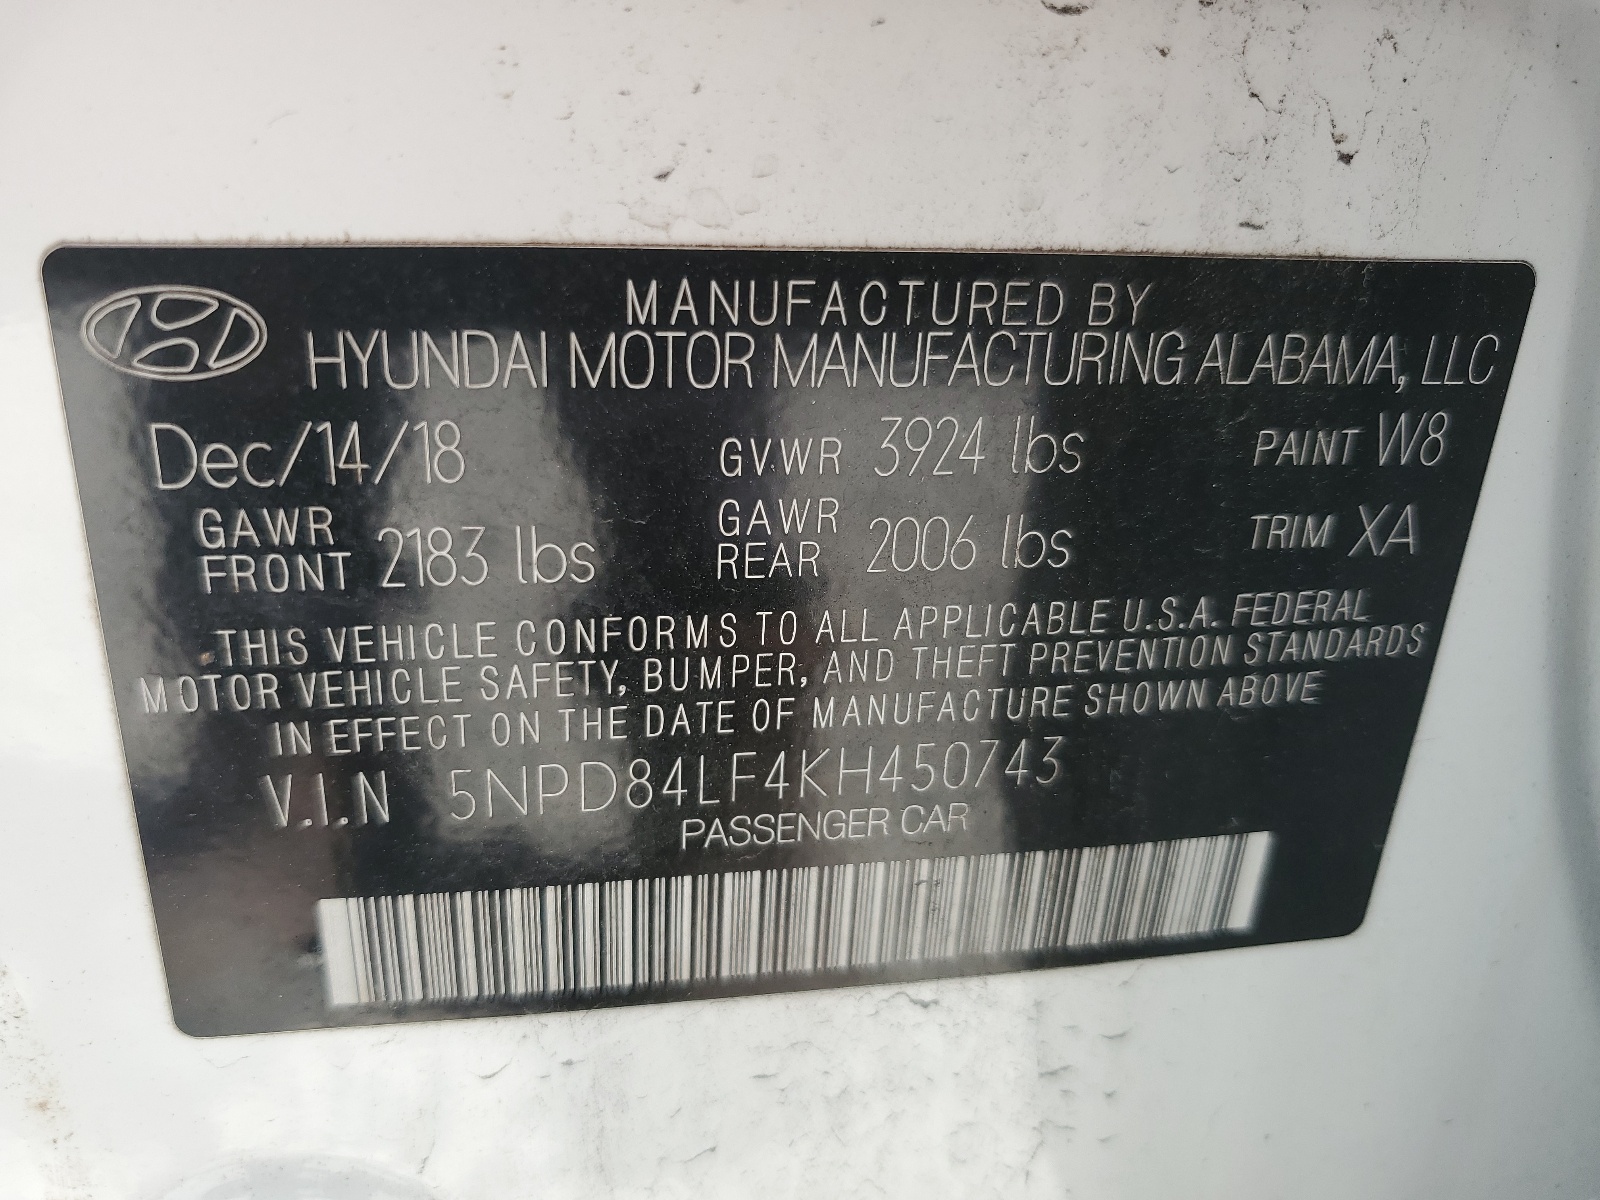 MANUFACTURED BY
HYUNDAI MOTOR MANUFACTURING ALABAMA, LLC
Dec/14/18 GVWR 3924 lbs PAINT W8
GAWR FRONT 2183 lbs GAWR REAR 2006 lbs TRIM XA
THIS VEHICLE CONFORMS TO ALL APPLICABLE U.S.A. FEDERAL
MOTOR VEHICLE SAFETY, BUMPER, AND THEFT PREVENTION STANDARDS
IN EFFECT ON THE DATE OF MANUFACTURE SHOWN ABOVE
V.I.N 5NPD84LF4KH450743
PASSENGER CAR